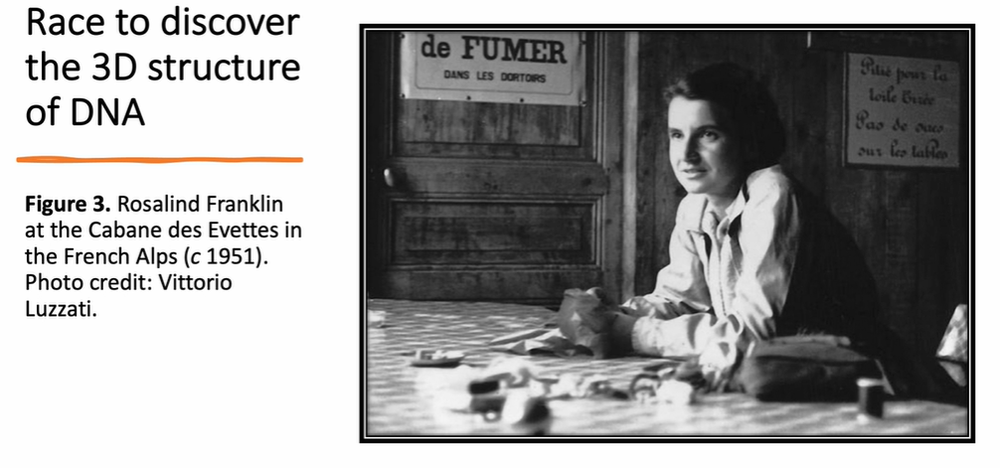 Race to discover
the 3D structure
of DNA
Figure 3. Rosalind Franklin
at the Cabane des Evettes in
the French Alps (c 1951).
Photo credit: Vittorio
Luzzati.
de FUMER
DANS LES DORTOIRS
Pitié pour la
toile cirée
Pas de sacs
sur les tables